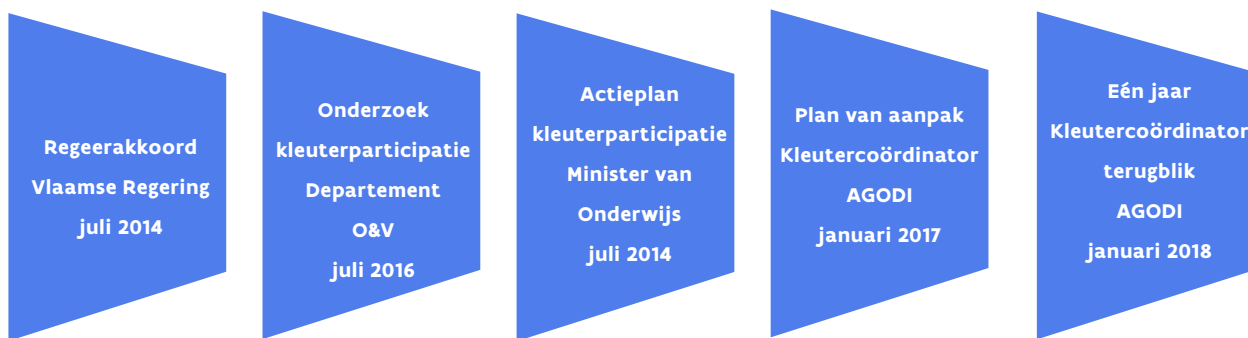 Regeerakkoord
Vlaamse Regering
juli 2014
Onderzoek
kleuterparticipatie
Departement
O&V
juli 2016
Actieplan
kleuterparticipatie
Minister van
Onderwijs
juli 2014
Plan van aanpak
Kleutercoördinator
AGODI
januari 2017
Eén jaar
Kleutercoördinator
terugblik
AGODI
januari 2018